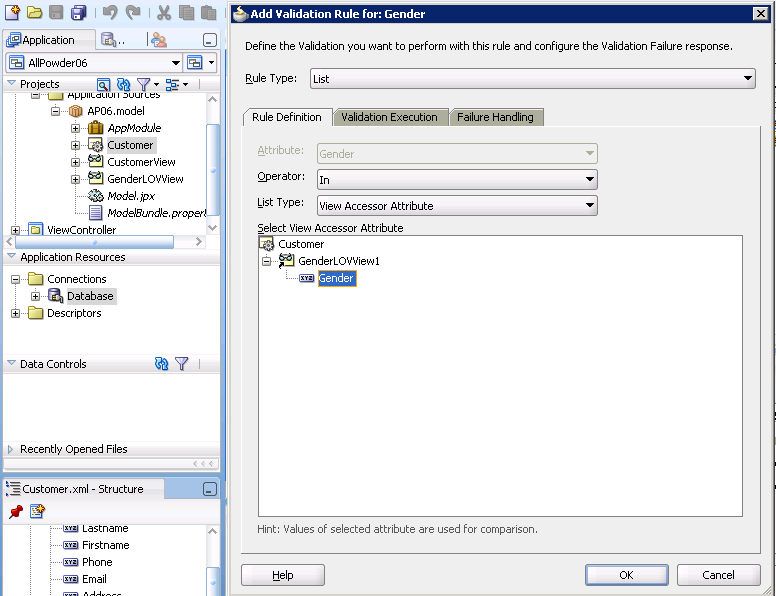 Application
AllPowder06
Projects
Application Sources
AP06.model
AppModule
Customer
CustomerView
GenderLOVView
Model.jpx
ModelBundle.propert
ViewController
Application Resources
Connections
Database
Descriptors
Data Controls
Recently Opened Files
Customer.xml - Structure
Lastname
Firstname
Phone
Email
Address
Add Validation Rule for: Gender
Define the Validation you want to perform with this rule and configure the Validation Failure response.
Rule Type: List
Rule Definition Validation Execution Failure Handling
Attribute: Gender
Operator: In
List Type: View Accessor Attribute
Select View Accessor Attribute
Customer
GenderLOVView1
Gender
Hint: Values of selected attribute are used for comparison.
Help OK Cancel